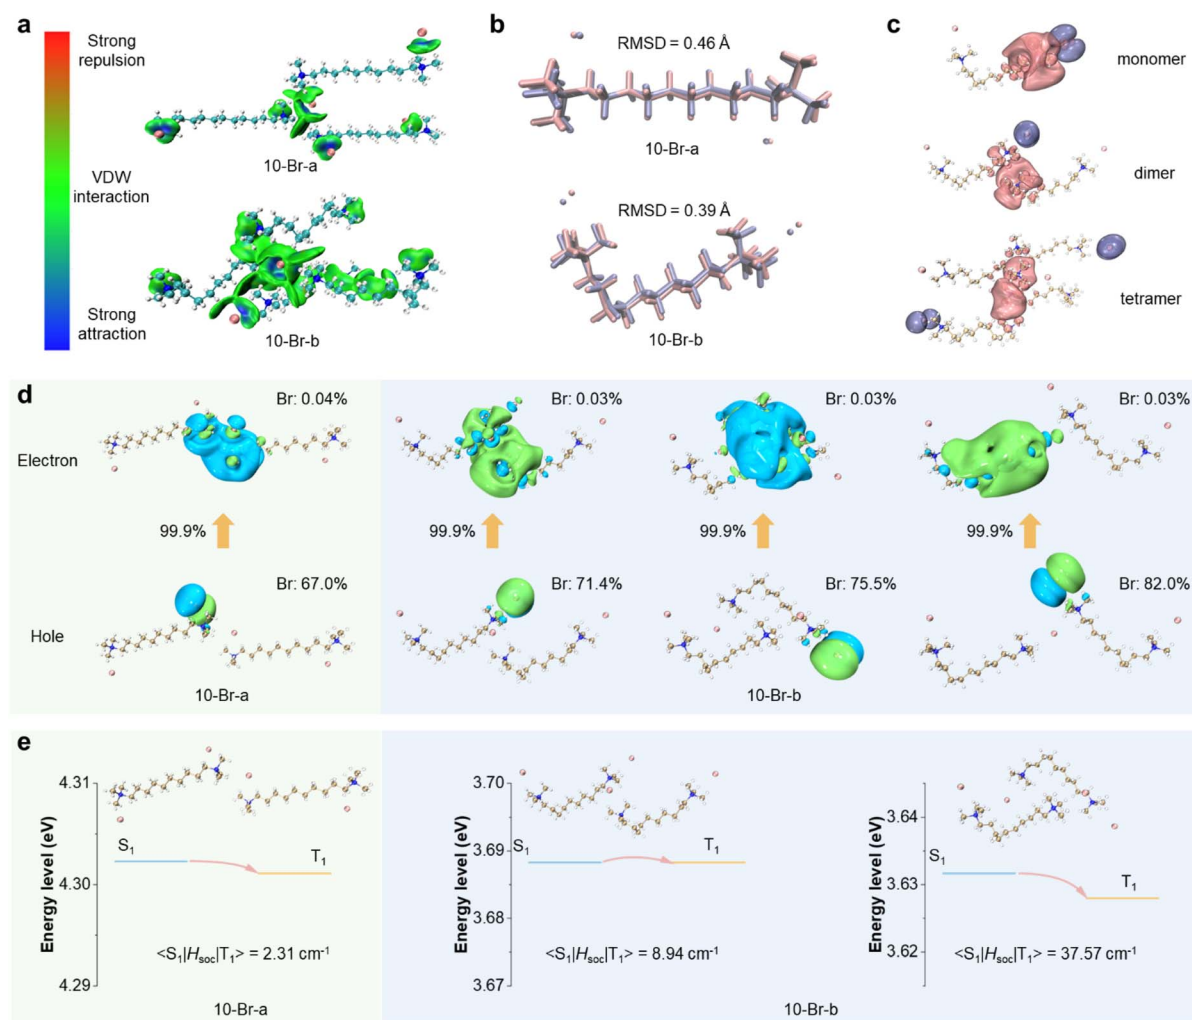 a
Strong
repulsion
VDW
interaction
Strong
attraction
10-Br-a
10-Br-b
b
RMSD = 0.46 Å
10-Br-a
RMSD = 0.39 Å
10-Br-b
c
monomer
dimer
tetramer
d
Electron
Br: 0.04%
Br: 0.03%
Br: 0.03%
Br: 0.03%
99.9%
99.9%
99.9%
99.9%
Hole
Br: 67.0%
Br: 71.4%
Br: 75.5%
Br: 82.0%
10-Br-a
10-Br-b
e
Energy level (eV)
4.31
4.30
4.29
S₁
T₁
<S₁|Hsoc|T₁> = 2.31 cm⁻¹
10-Br-a
Energy level (eV)
3.70
3.69
3.68
3.67
S₁
T₁
<S₁|Hsoc|T₁> = 8.94 cm⁻¹
Energy level (eV)
3.64
3.63
3.62
S₁
T₁
<S₁|Hsoc|T₁> = 37.57 cm⁻¹
10-Br-b